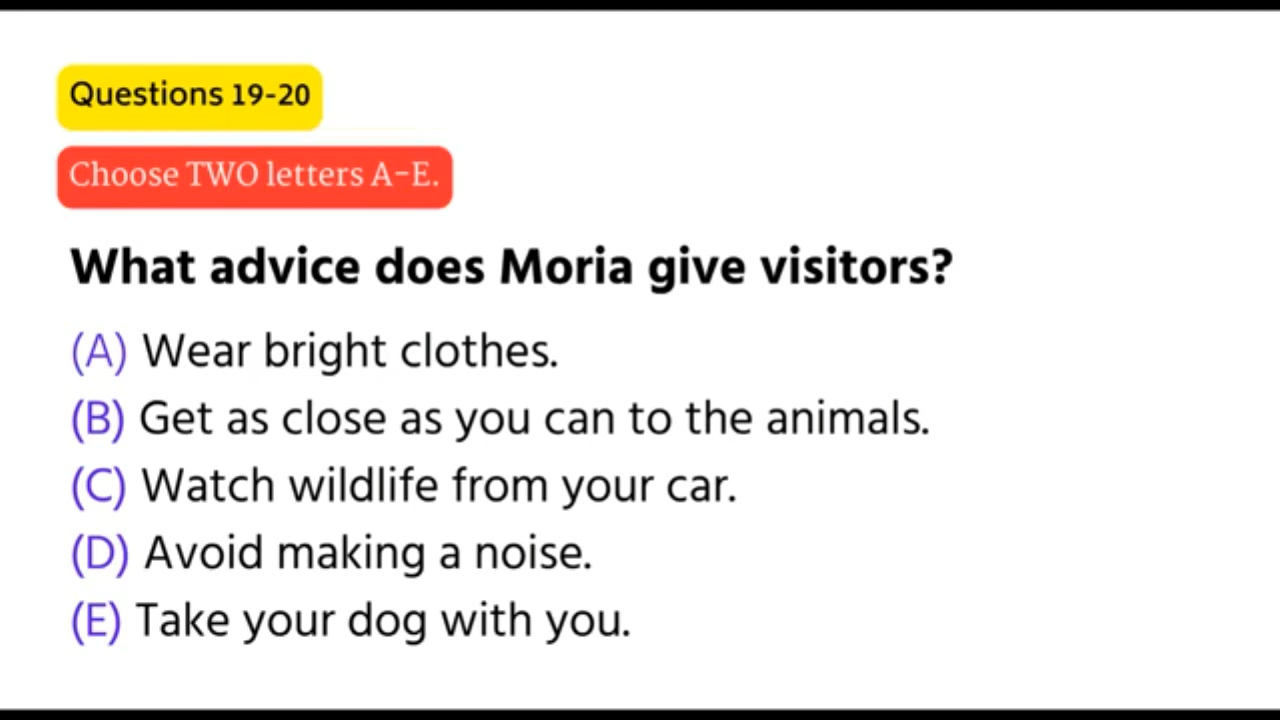 Questions 19-20
Choose TWO letters A-E.
What advice does Moria give visitors?
(A) Wear bright clothes.
(B) Get as close as you can to the animals.
(C) Watch wildlife from your car.
(D) Avoid making a noise.
(E) Take your dog with you.